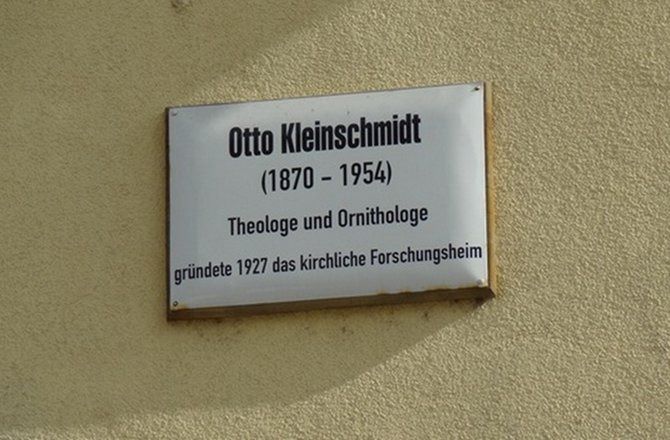 Otto Kleinschmidt
(1870 – 1954)
Theologe und Ornithologe
gründete 1927 das kirchliche Forschungsheim